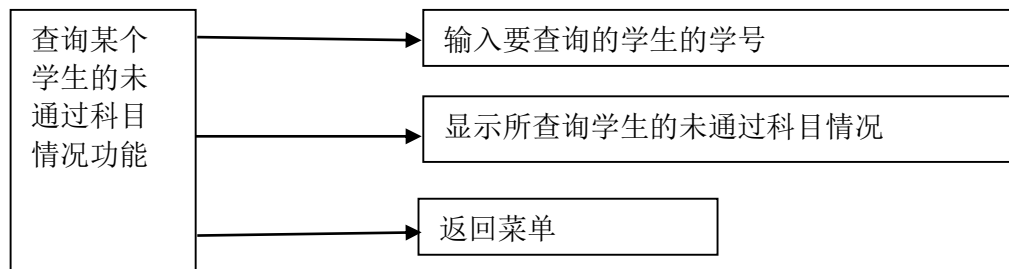 查询某个
学生的未
通过科目
情况功能
输入要查询的学生的学号
显示所查询学生的未通过科目情况
返回菜单